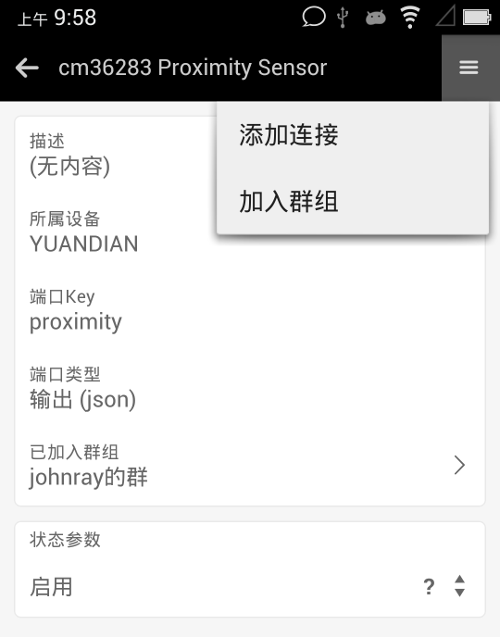 上午 9:58
cm36283 Proximity Sensor
添加连接
加入群组
描述
(无内容)
所属设备
YUANDIAN
端口Key
proximity
端口类型
输出 (json)
已加入群组
johnray的群
状态参数
启用 ?